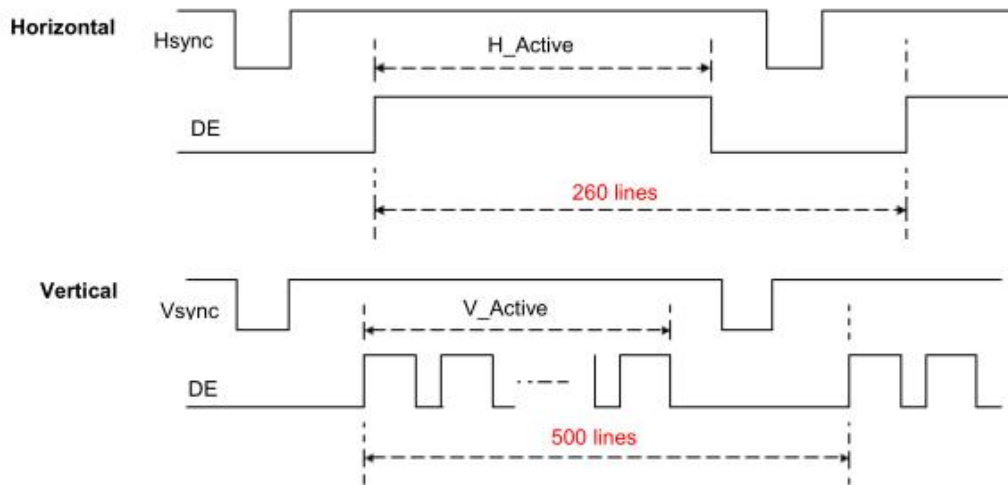 Horizontal
Hsync
H_Active
DE
260 lines
Vertical
Vsync
V_Active
DE
500 lines